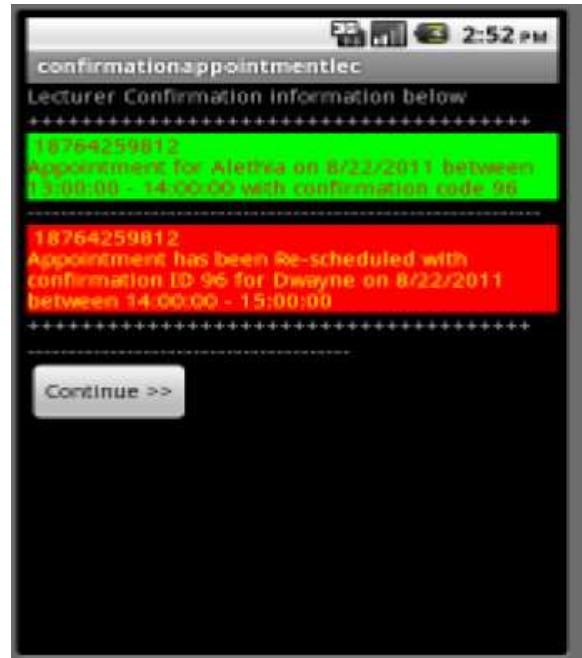 2:52 PM
confirmationappointmentlec
Lecturer Confirmation information below
+++++++++++++++++++++++++++++++++++++++
18764259812
Appointment for Alethia on 8/22/2011 between
13:00:00 - 14:00:00 with confirmation code 96
----------------------------------------------------------
18764259812
Appointment has been Re-scheduled with
confirmation ID 96 for Dwayne on 8/22/2011
between 14:00:00 - 15:00:00
+++++++++++++++++++++++++++++++++++++++
------------------------------------
Continue >>